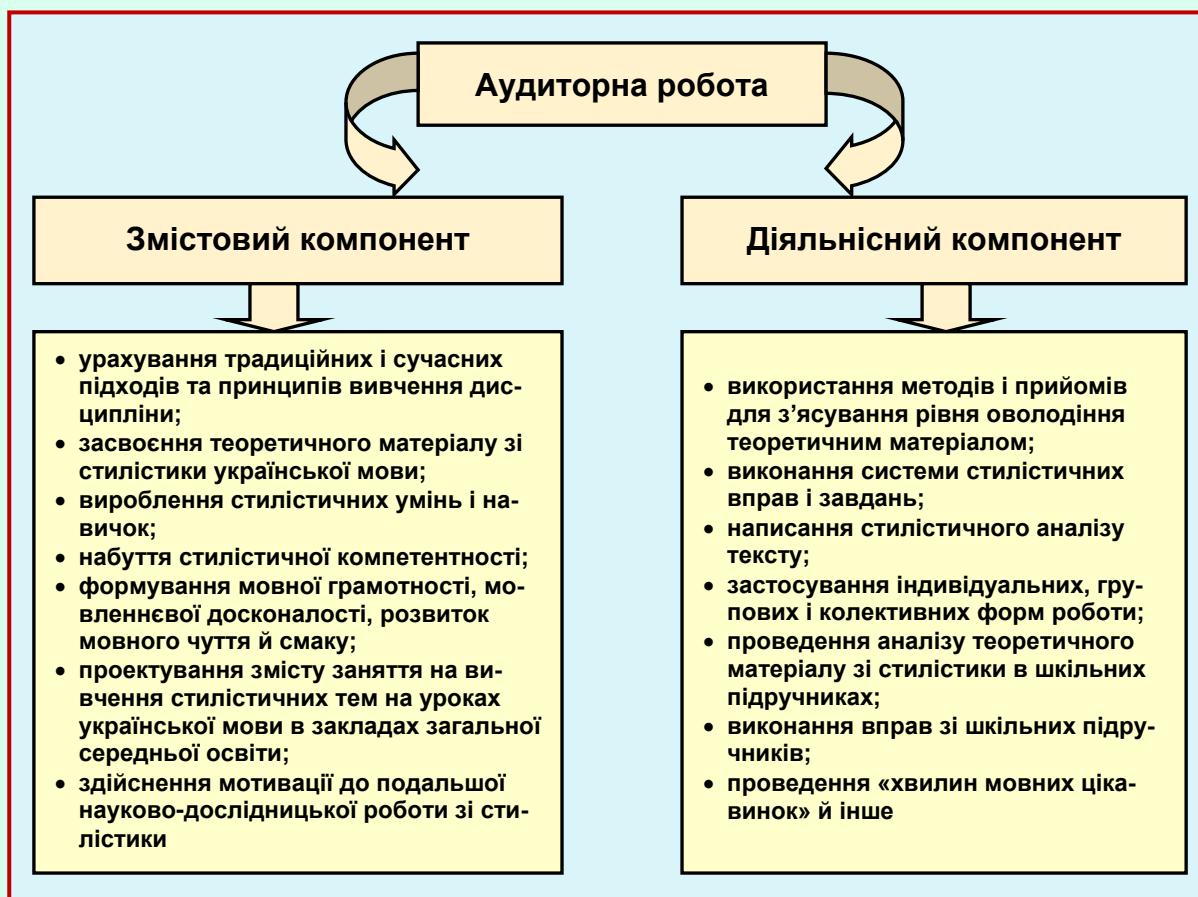 Аудиторна робота
Змістовий компонент
• урахування традиційних і сучасних
підходів та принципів вивчення дис-
ципліни;
• засвоєння теоретичного матеріалу зі
стилістики української мови;
• вироблення стилістичних умінь і на-
вичок;
• набуття стилістичної компетентності;
• формування мовної грамотності, мо-
вленнєвої досконалості, розвиток
мовного чуття й смаку;
• проектування змісту заняття на ви-
вчення стилістичних тем на уроках
української мови в закладах загальної
середньої освіти;
• здійснення мотивації до подальшої
науково-дослідницької роботи зі сти-
лістики
Діяльнісний компонент
• використання методів і прийомів
для з’ясування рівня оволодіння
теоретичним матеріалом;
• виконання системи стилістичних
вправ і завдань;
• написання стилістичного аналізу
тексту;
• застосування індивідуальних, гру-
пових і колективних форм роботи;
• проведення аналізу теоретичного
матеріалу зі стилістики в шкільних
підручниках;
• виконання вправ зі шкільних підру-
чників;
• проведення «хвилин мовних ціка-
винок» й інше